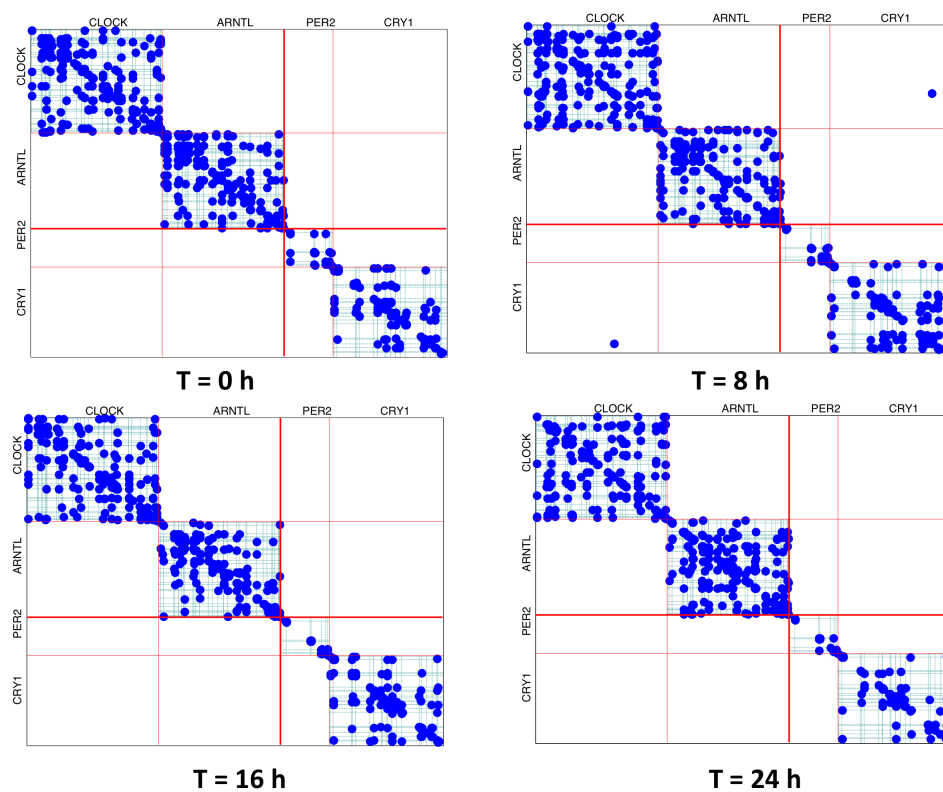 CLOCK ARNTL PER2 CRY1
CLOCK
ARNTL
PER2
CRY1
T = 0 h
CLOCK ARNTL PER2 CRY1
CLOCK
ARNTL
PER2
CRY1
T = 8 h
CLOCK ARNTL PER2 CRY1
CLOCK
ARNTL
PER2
CRY1
T = 16 h
CLOCK ARNTL PER2 CRY1
CLOCK
ARNTL
PER2
CRY1
T = 24 h